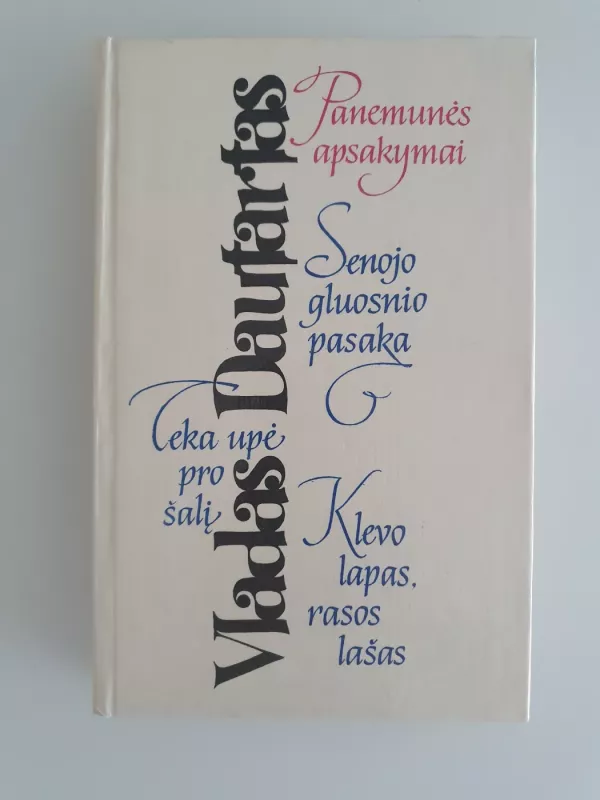 Vladas Dautartas
Panemunės
apsakymai
Senojo
gluosnio
pasaka
Teka upė
pro
šalį
Klevo
lapas,
rasos
lašas